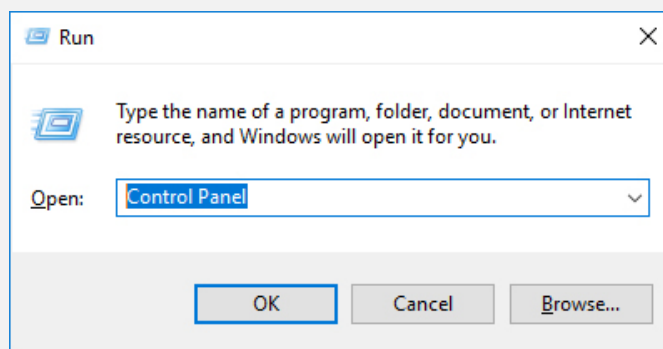 Run
Type the name of a program, folder, document, or Internet
resource, and Windows will open it for you.
Open: Control Panel
OK Cancel Browse...